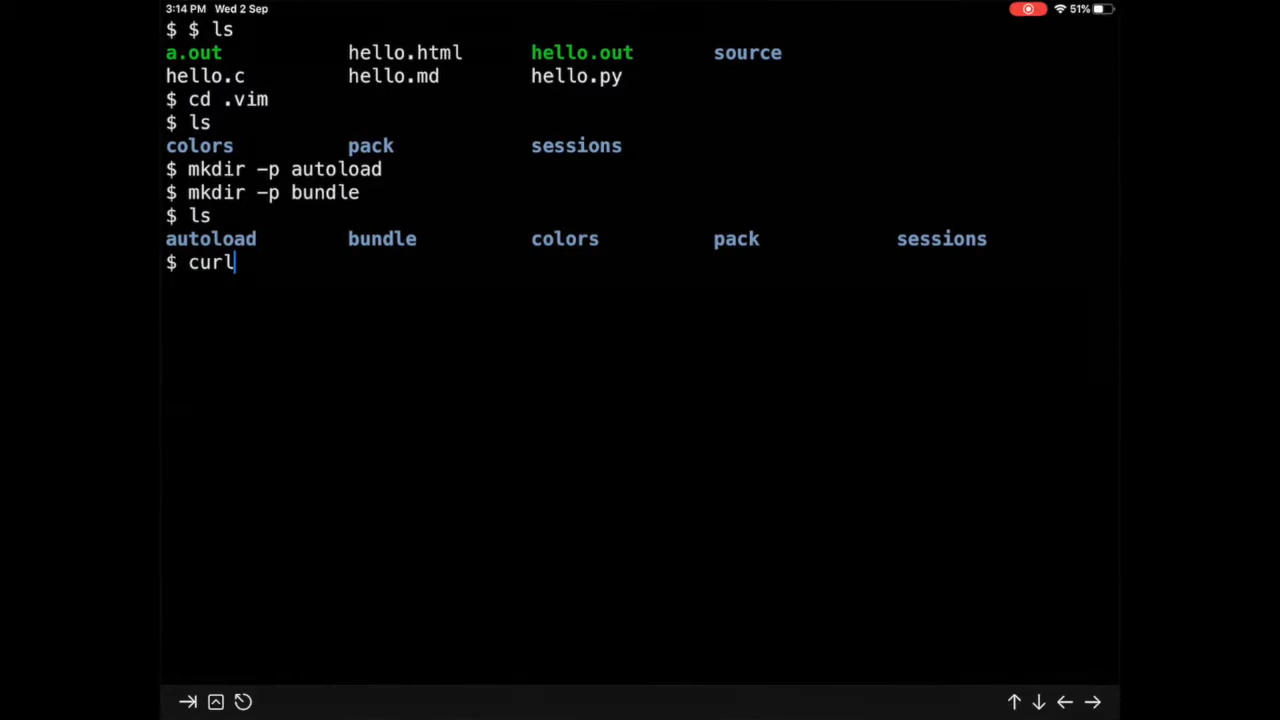 3:14 PM Wed 2 Sep 51%
$ $ ls
a.out hello.html hello.out source
hello.c hello.md hello.py
$ cd .vim
$ ls
colors pack sessions
$ mkdir -p autoload
$ mkdir -p bundle
$ ls
autoload bundle colors pack sessions
$ curl